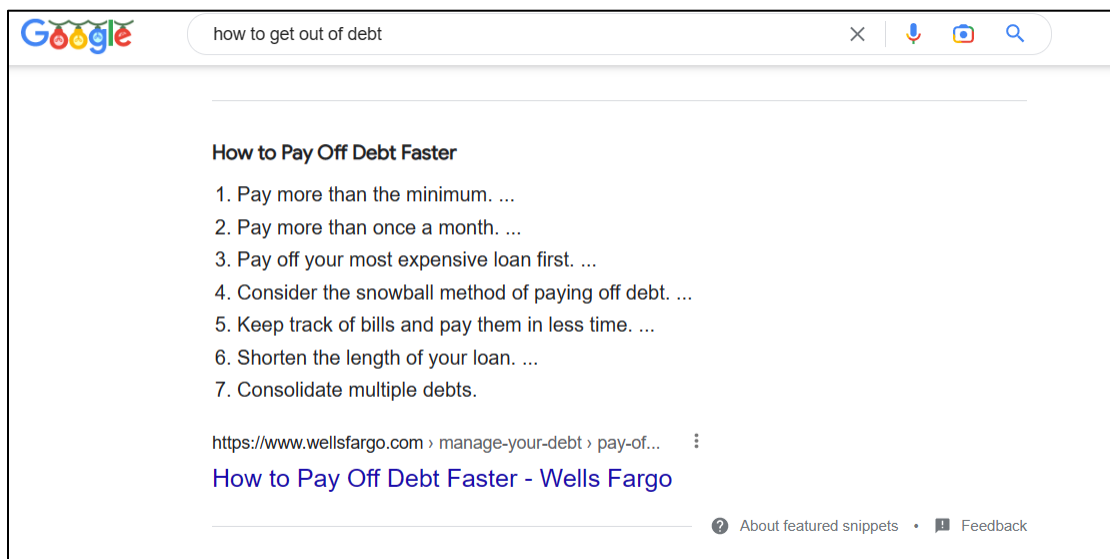 Google
how to get out of debt
How to Pay Off Debt Faster
1. Pay more than the minimum. ...
2. Pay more than once a month. ...
3. Pay off your most expensive loan first. ...
4. Consider the snowball method of paying off debt. ...
5. Keep track of bills and pay them in less time. ...
6. Shorten the length of your loan. ...
7. Consolidate multiple debts.
https://www.wellsfargo.com › manage-your-debt › pay-of...
How to Pay Off Debt Faster - Wells Fargo
About featured snippets • Feedback